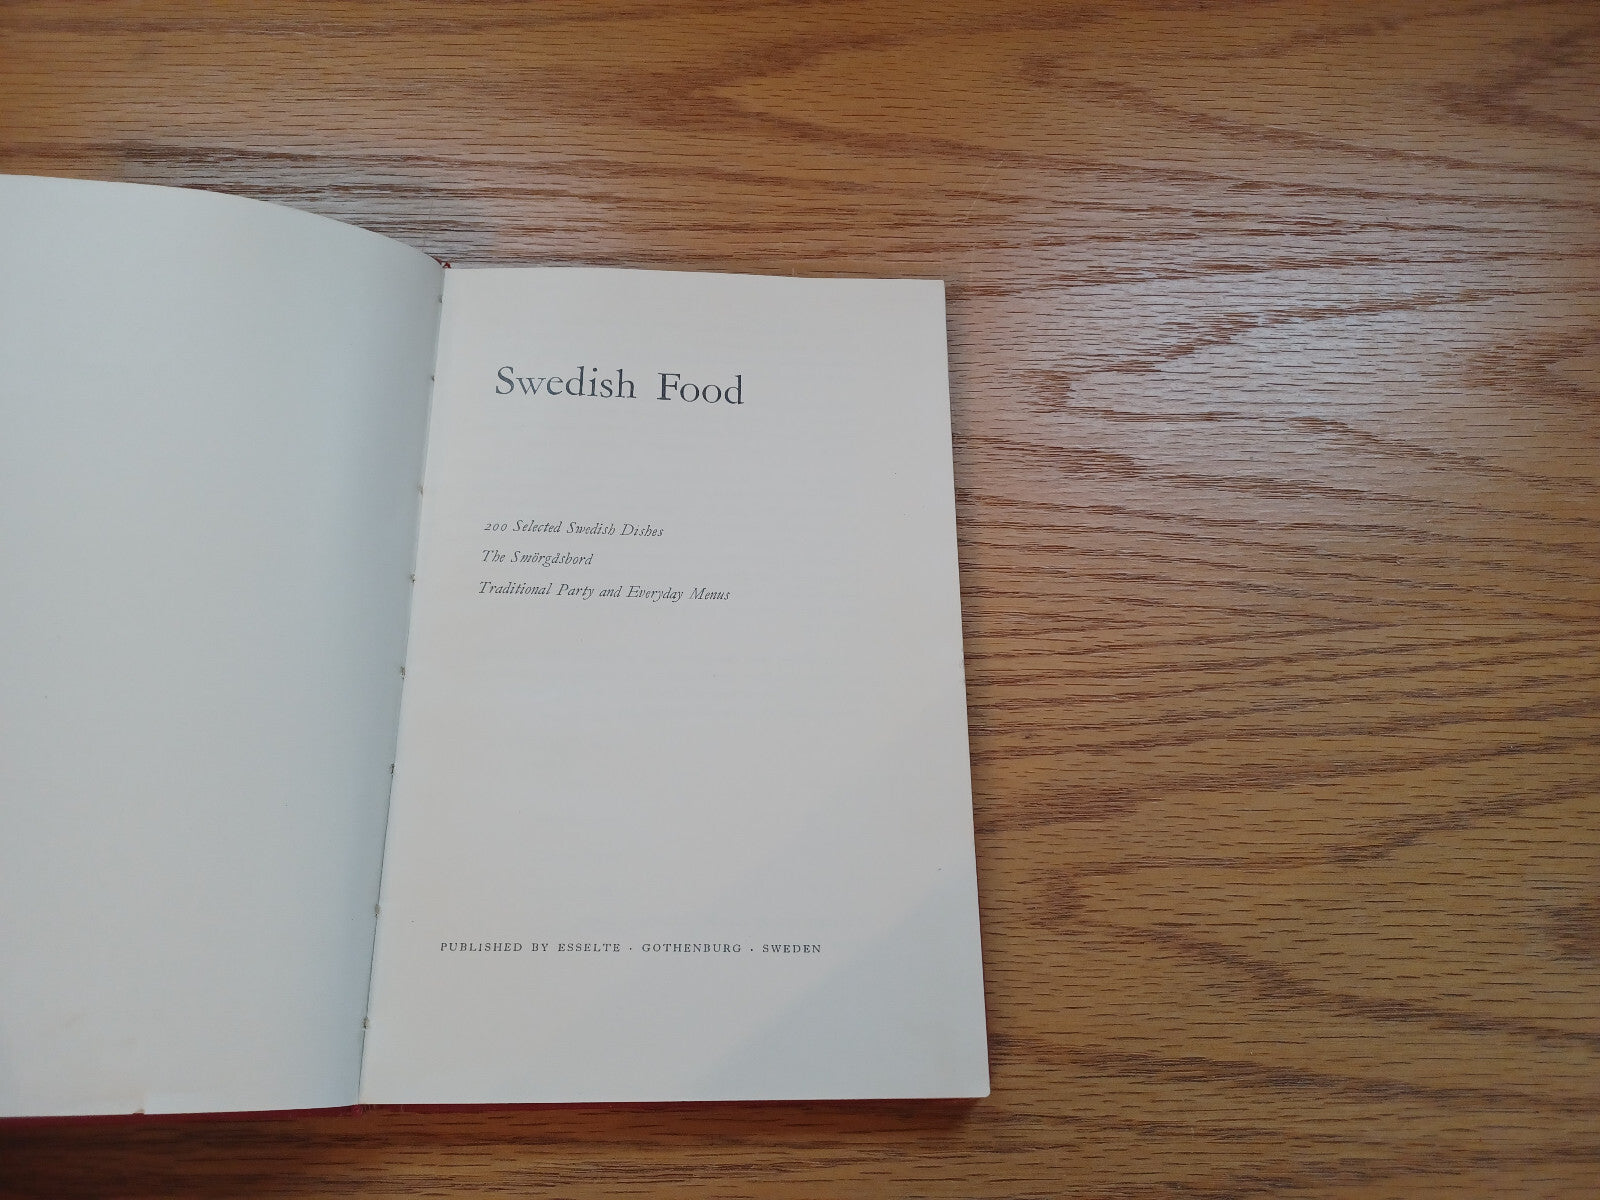 Swedish Food
200 Selected Swedish Dishes
The Smörgåsbord
Traditional Party and Everyday Menus
PUBLISHED BY ESSELTE · GOTHENBURG · SWEDEN